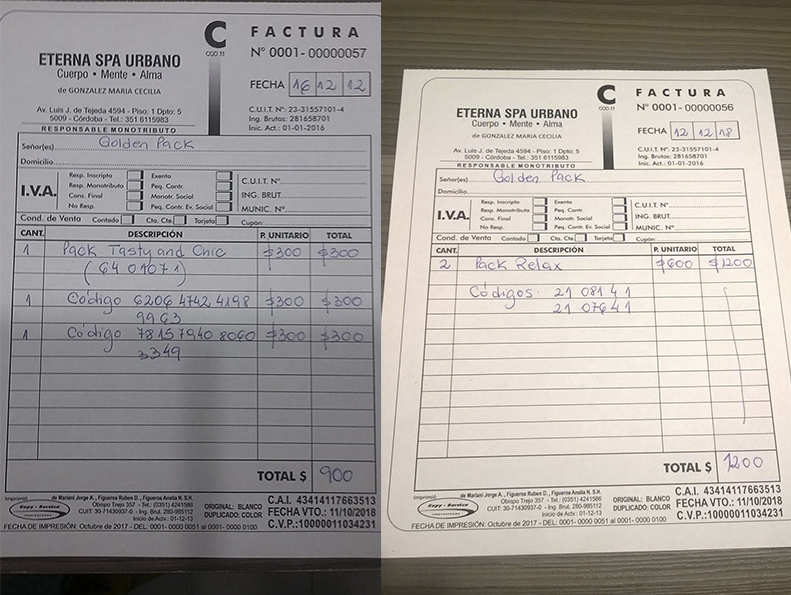 C
FACTURA
COD.11
N° 0001- 00000057
ETERNA SPA URBANO
Cuerpo • Mente • Alma
de GONZALEZ MARIA CECILIA
FECHA 16 12 12
Av. Luis J. de Tejeda 4594 - Piso: 1 Dpto: 5
5009 - Córdoba - Tel.: 351 6115983
C.U.I.T. N°: 23-31557101-4
Ing. Brutos: 281658701
Inic. Act.: 01-01-2016
RESPONSABLE MONOTRIBUTO
Señor(es) Golden Pack
Domicilio
I.V.A.
Resp. Inscripto
Resp. Monotributo
Cons. Final
No Resp.
Exento
Peq. Contr.
Monotr. Social
Peq. Contr. Ev. Social
C.U.I.T. N°
ING. BRUT.
MUNIC. N°
Cond. de Venta Contado Cta. Cte. Tarjeta Cupón:
CANT. DESCRIPCIÓN P. UNITARIO TOTAL
1 Pack Tasty and Chic $300 $300
(6401071)
1 Código 6206 4742 4198 $300 $300
9963
1 Código 7815 7940 8060 $300 $300
3349
TOTAL $ 900
Imprimió
Copy - Service
de Mariani Jorge A., Figueroa Ruben D., Figueroa Analia N. S.H.
Obispo Trejo 357 - Tel.: (0351) 4241586
CUIT: 30-71430937-0 - Ing. Brut. 280-985112
Inicio de Actv.: 01-12-13
ORIGINAL: BLANCO
DUPLICADO: COLOR
C.A.I. 43414117663513
FECHA VTO.: 11/10/2018
C.V.P.:10000011034231
FECHA DE IMPRESIÓN: Octubre de 2017 - DEL: 0001- 0000 0051 al 0001- 0000 0100
C
FACTURA
COD.11
N° 0001- 00000056
ETERNA SPA URBANO
Cuerpo • Mente • Alma
de GONZALEZ MARIA CECILIA
FECHA 12 12 18
Av. Luis J. de Tejeda 4594 - Piso: 1 Dpto: 5
5009 - Córdoba - Tel.: 351 6115983
C.U.I.T. N°: 23-31557101-4
Ing. Brutos: 281658701
Inic. Act.: 01-01-2016
RESPONSABLE MONOTRIBUTO
Señor(es) Golden Pack
Domicilio
I.V.A.
Resp. Inscripto
Resp. Monotributo
Cons. Final
No Resp.
Exento
Peq. Contr.
Monotr. Social
Peq. Contr. Ev. Social
C.U.I.T. N°
ING. BRUT.
MUNIC. N°
Cond. de Venta Contado Cta. Cte. Tarjeta Cupón:
CANT. DESCRIPCIÓN P. UNITARIO TOTAL
2 Pack Relax $600 $1200
Códigos: 21 081 41
21 07641
TOTAL $ 1200
Imprimió
Copy - Service
de Mariani Jorge A., Figueroa Ruben D., Figueroa Analia N. S.H.
Obispo Trejo 357 - Tel.: (0351) 4241586
CUIT: 30-71430937-0 - Ing. Brut. 280-985112
Inicio de Actv.: 01-12-13
ORIGINAL: BLANCO
DUPLICADO: COLOR
C.A.I. 43414117663513
FECHA VTO.: 11/10/2018
C.V.P.:10000011034231
FECHA DE IMPRESIÓN: Octubre de 2017 - DEL: 0001- 0000 0051 al 0001- 0000 0100